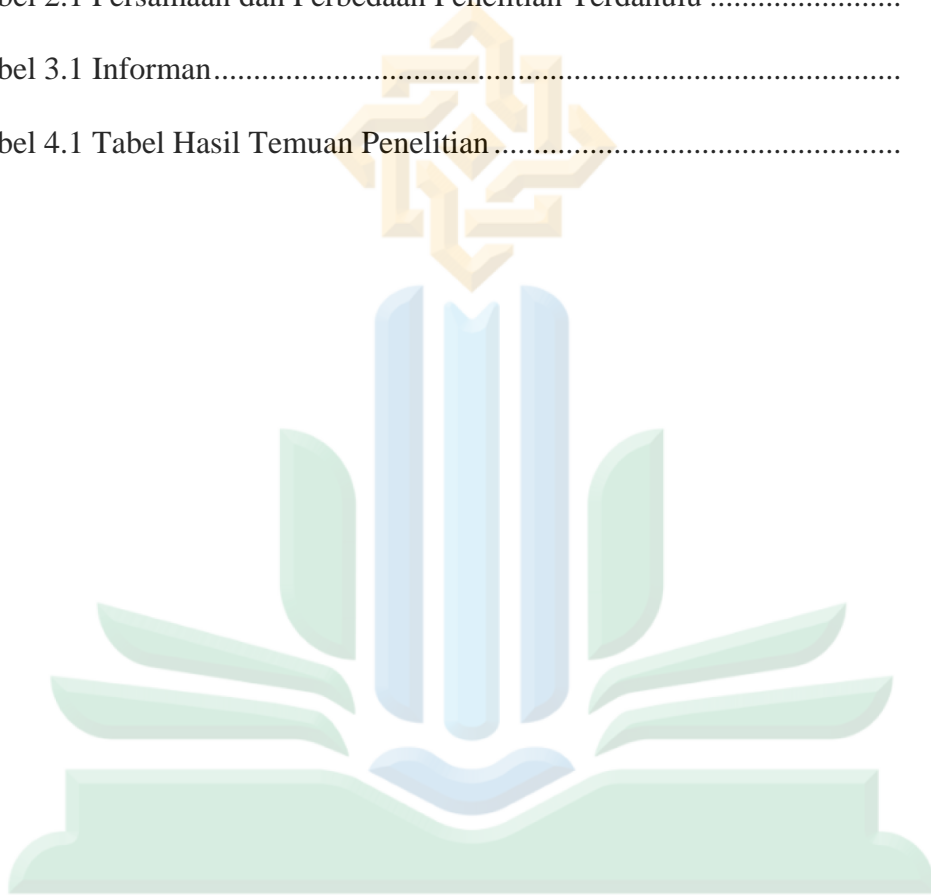 bel 2.1 Persamaan dan Perbedaan Penelitian Terdahulu ........................
bel 3.1 Informan......................................................................................
bel 4.1 Tabel Hasil Temuan Penelitian ...................................................